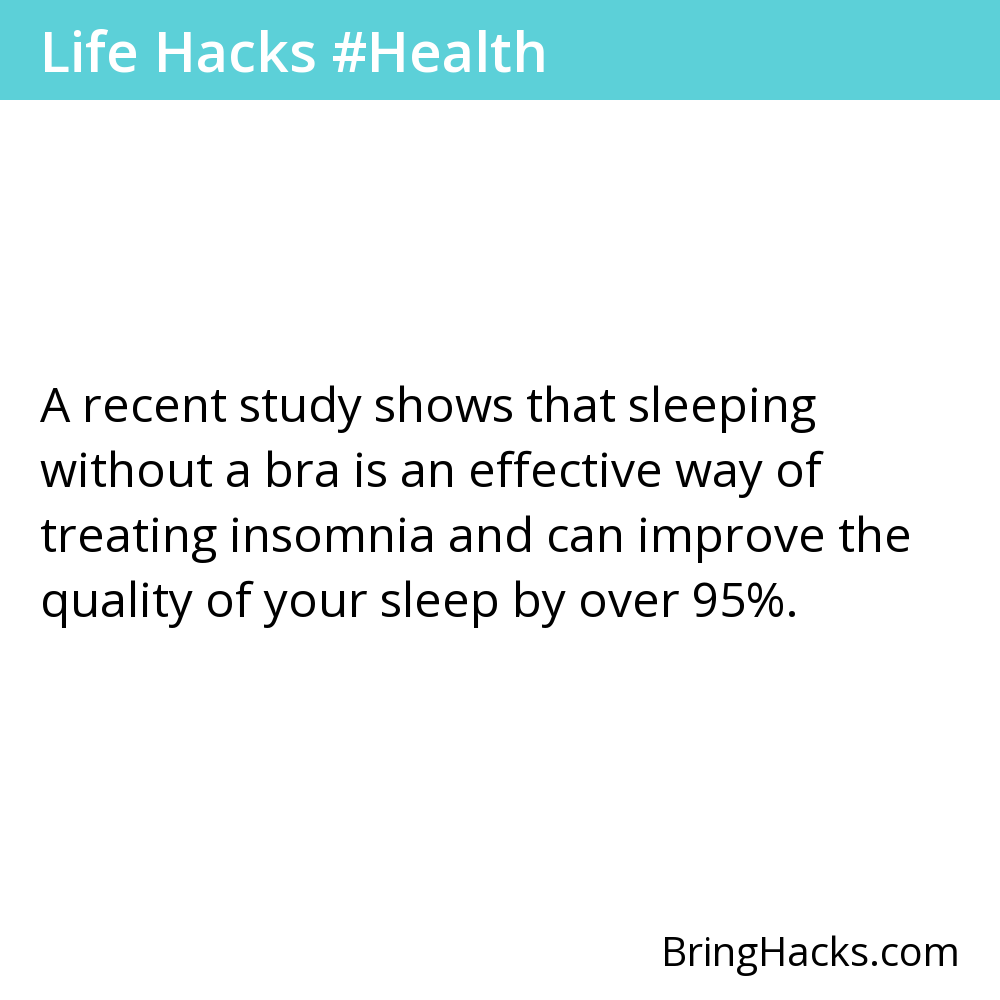 Life Hacks #Health
A recent study shows that sleeping
without a bra is an effective way of
treating insomnia and can improve the
quality of your sleep by over 95%.
BringHacks.com